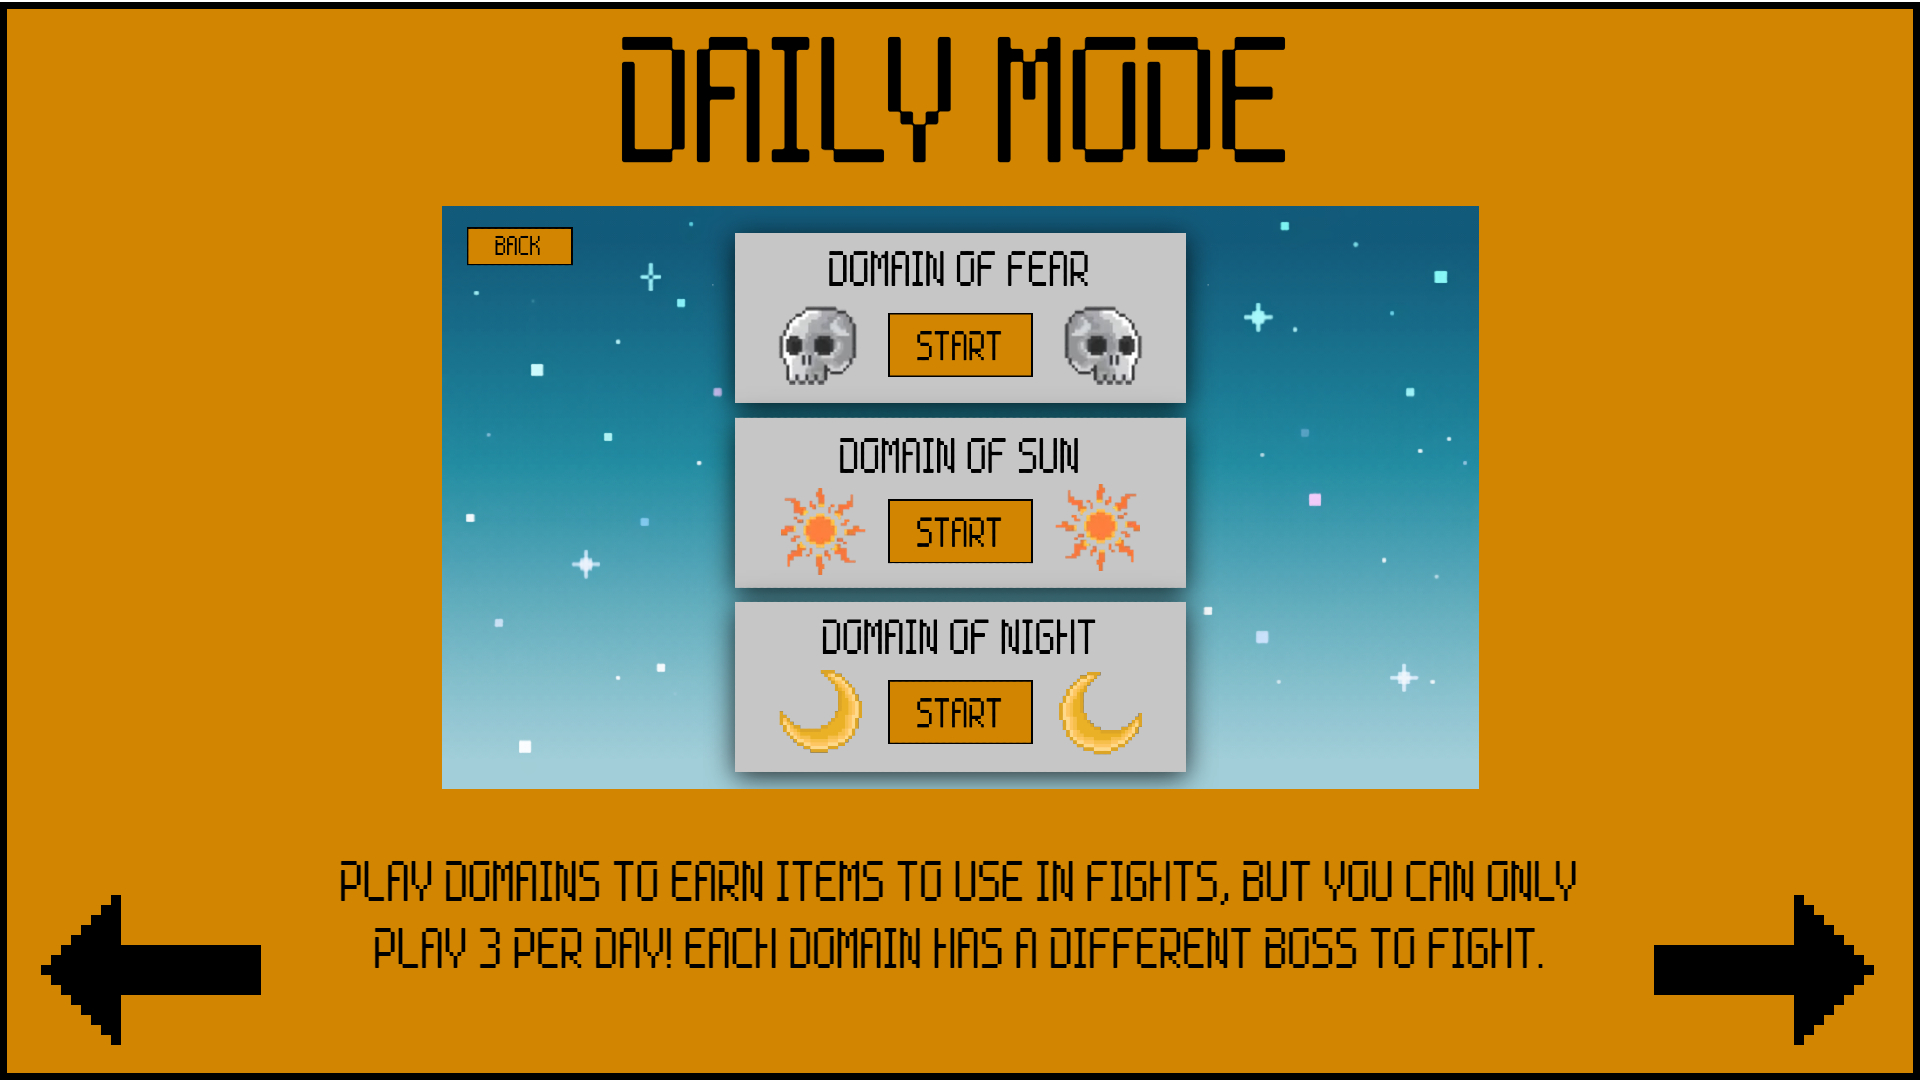 DAILY MODE
BACK
DOMAIN OF FEAR
START
DOMAIN OF SUN
START
DOMAIN OF NIGHT
START
PLAY DOMAINS TO EARN ITEMS TO USE IN FIGHTS, BUT YOU CAN ONLY
PLAY 3 PER DAY! EACH DOMAIN HAS A DIFFERENT BOSS TO FIGHT.